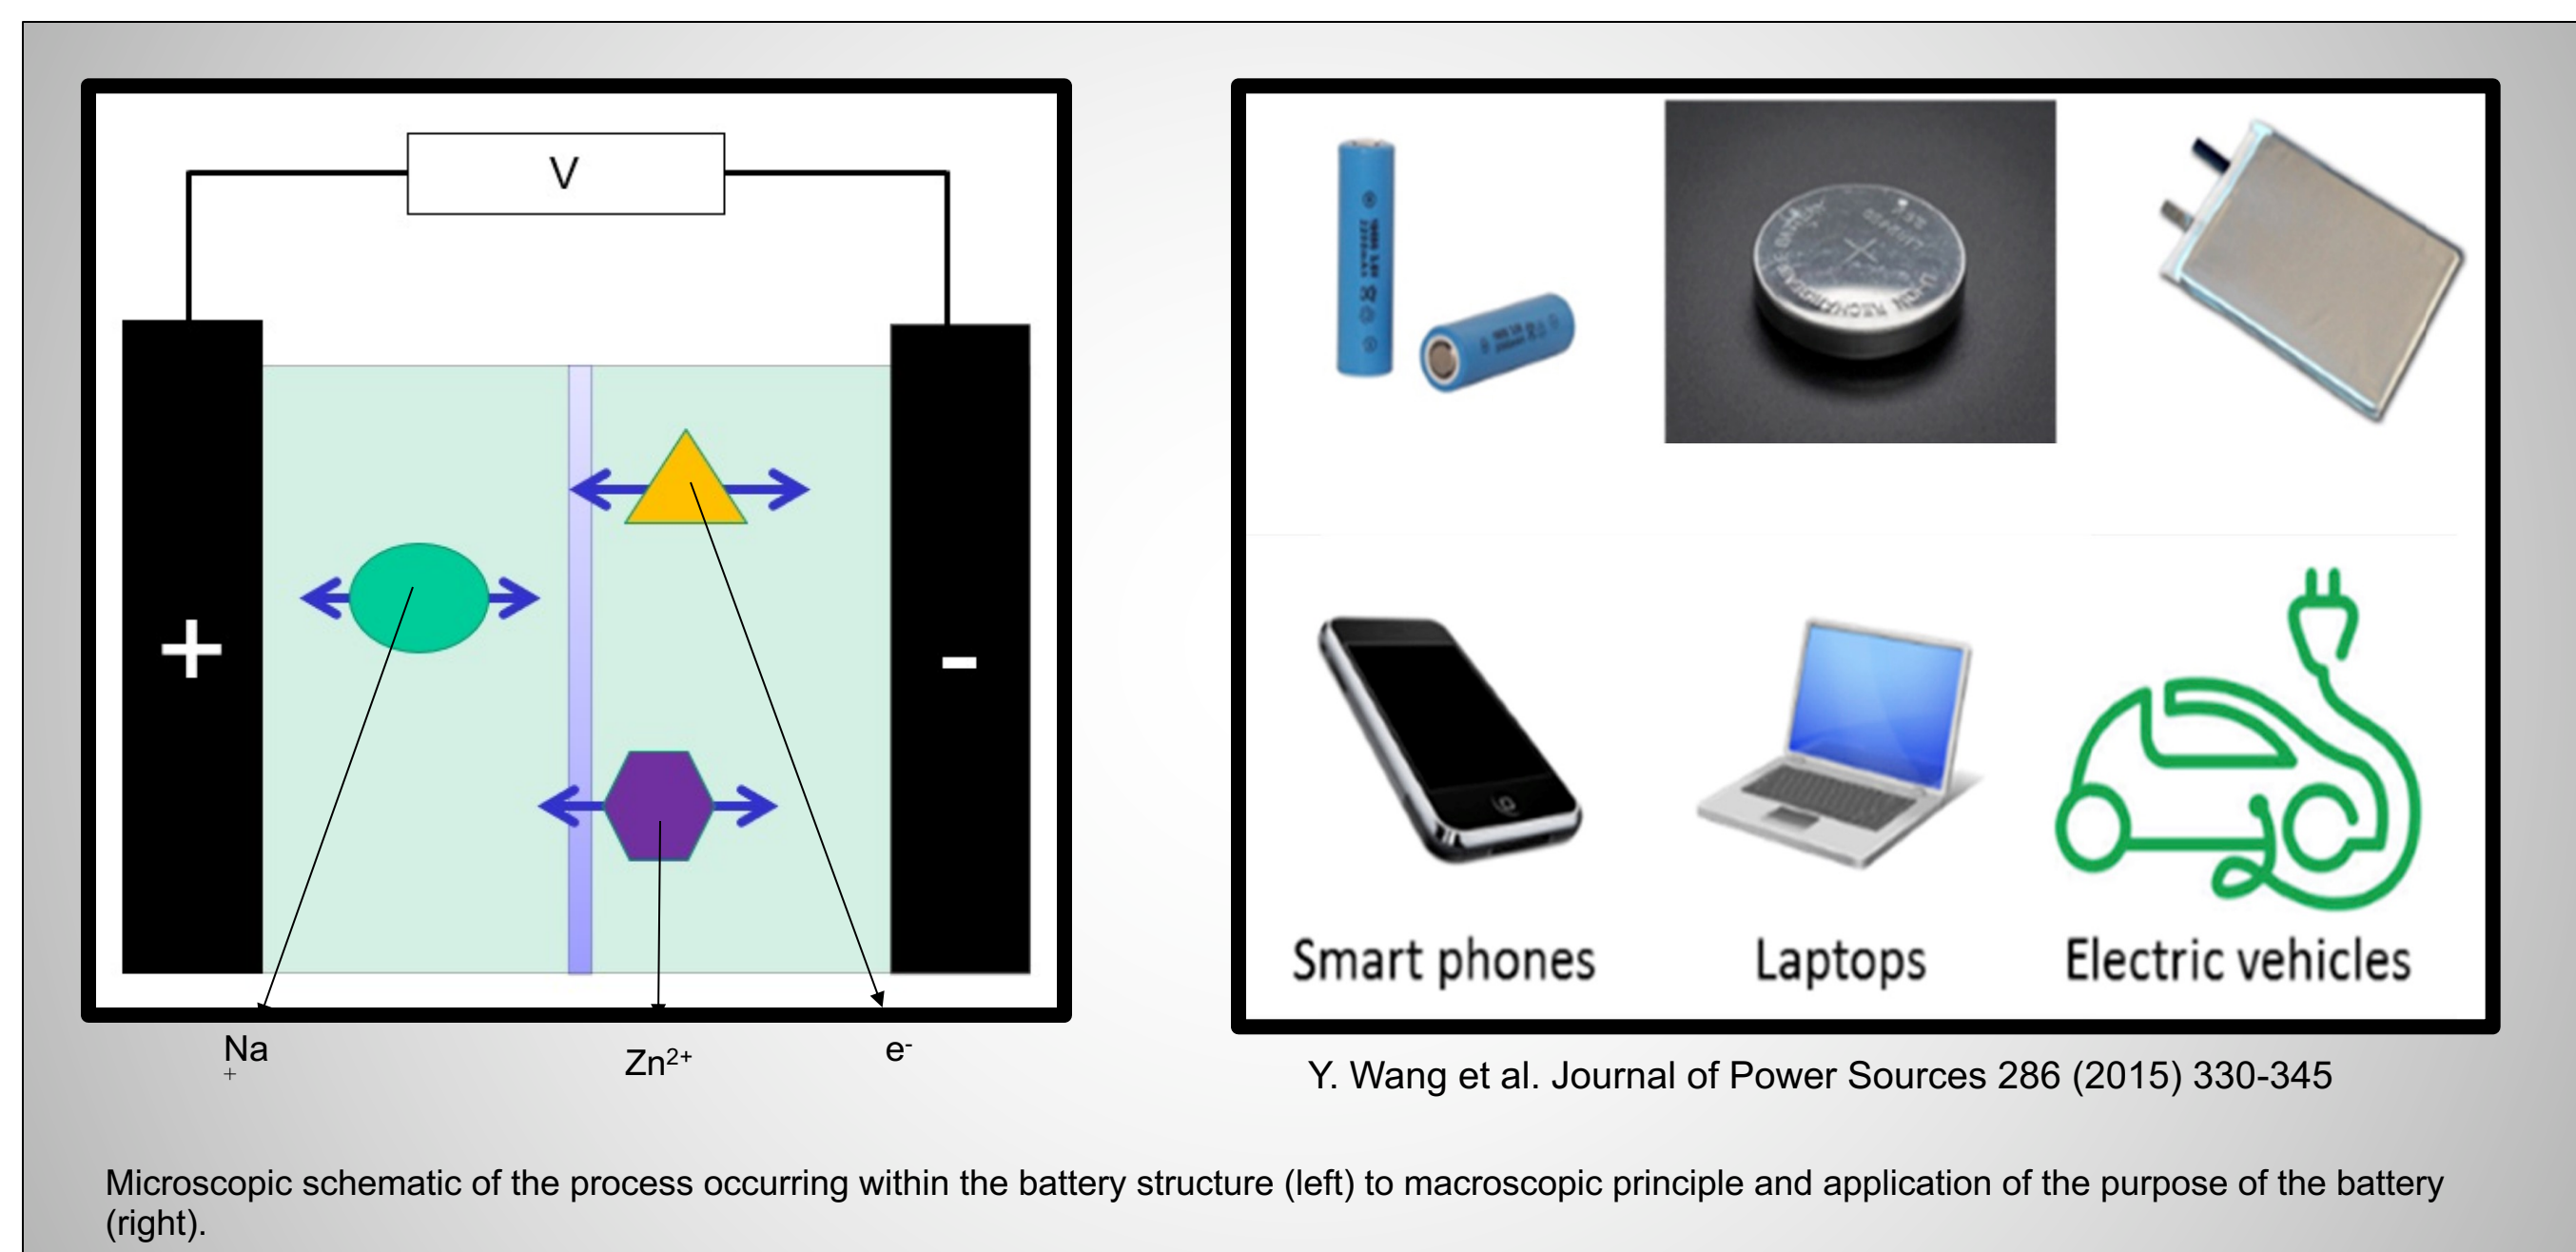 V
+
-
Na
+
Zn²⁺
e⁻
Smart phones
Laptops
Electric vehicles
Y. Wang et al. Journal of Power Sources 286 (2015) 330-345
Microscopic schematic of the process occurring within the battery structure (left) to macroscopic principle and application of the purpose of the battery
(right).